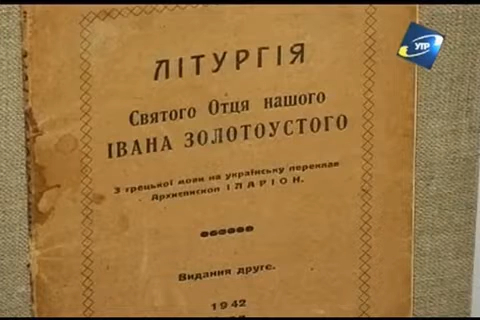 УТР
ЛІТУРГІЯ
Святого Отця нашого
ІВАНА ЗОЛОТОУСТОГО
З грецької мови на українську переклав
Архиєпископ ІЛАРІОН.
Видання друге.
1942